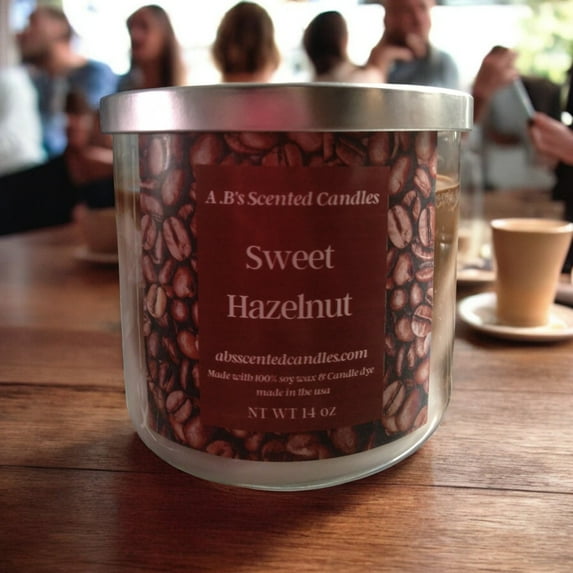 A .B's Scented Candles
Sweet
Hazelnut
absscentedcandles.com
Made with 100% soy wax & Candle dye
made in the usa
NT WT 14 oz